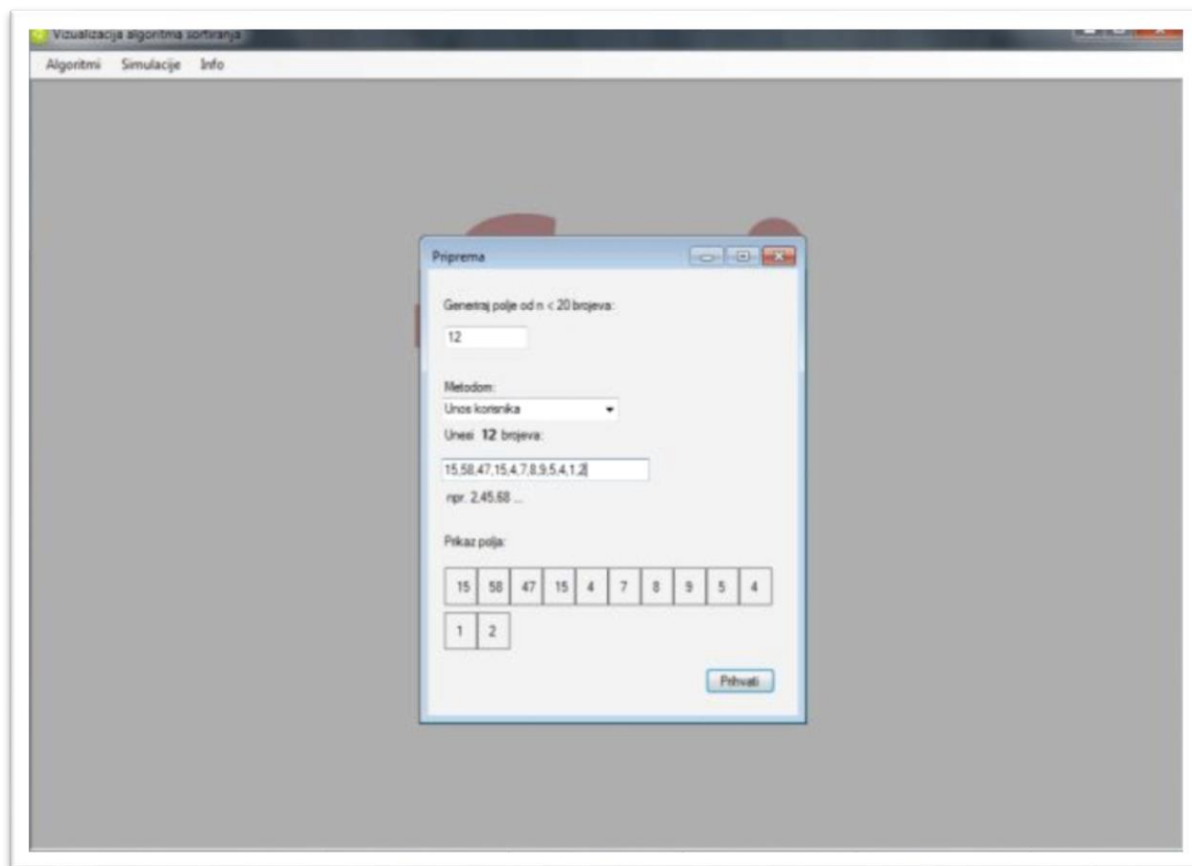 Vizualizacija algoritma sortiranja
Algoritmi Simulacije Info
Priprema
Generiraj polje od n < 20 brojeva:
12
Metodom:
Unos korisnika
Unesi 12 brojeva:
15,58,47,15,4,7,8,9,5,4,1,2
npr. 2,45,68 ...
Prikaz polja:
15 58 47 15 4 7 8 9 5 4
1 2
Prihvati